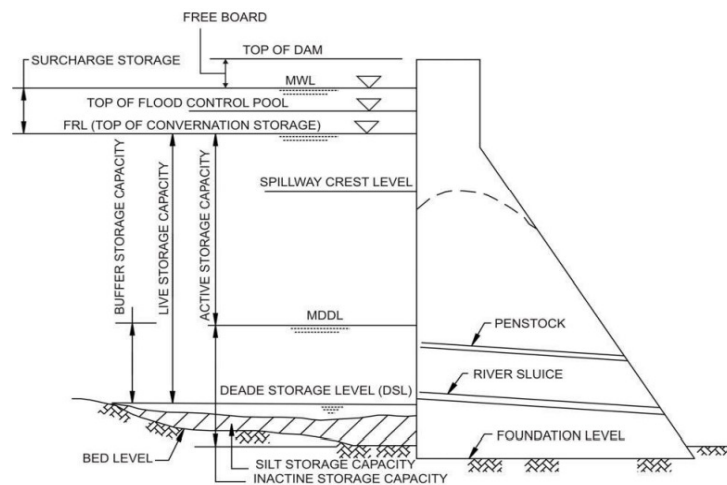 FREE BOARD
TOP OF DAM
SURCHARGE STORAGE
MWL
TOP OF FLOOD CONTROL POOL
FRL (TOP OF CONVERNATION STORAGE)
BUFFER STORAGE CAPACITY
LIVE STORAGE CAPACITY
ACTIVE STORAGE CAPACITY
SPILLWAY CREST LEVEL
MDDL
PENSTOCK
RIVER SLUICE
DEADE STORAGE LEVEL (DSL)
FOUNDATION LEVEL
BED LEVEL
SILT STORAGE CAPACITY
INACTINE STORAGE CAPACITY